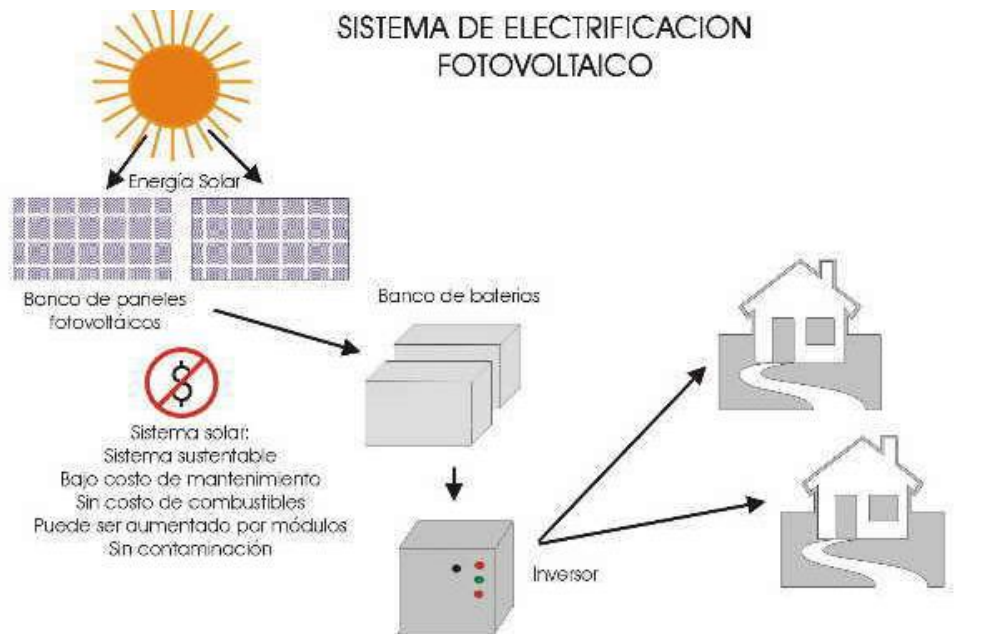 SISTEMA DE ELECTRIFICACION
FOTOVOLTAICO
Energía Solar
Banco de paneles
fotovoltáicos
Banco de baterias
$
Sistema solar:
Sistema sustentable
Bajo costo de mantenimiento
Sin costo de combustibles
Puede ser aumentado por módulos
Sin contaminación
Inversor